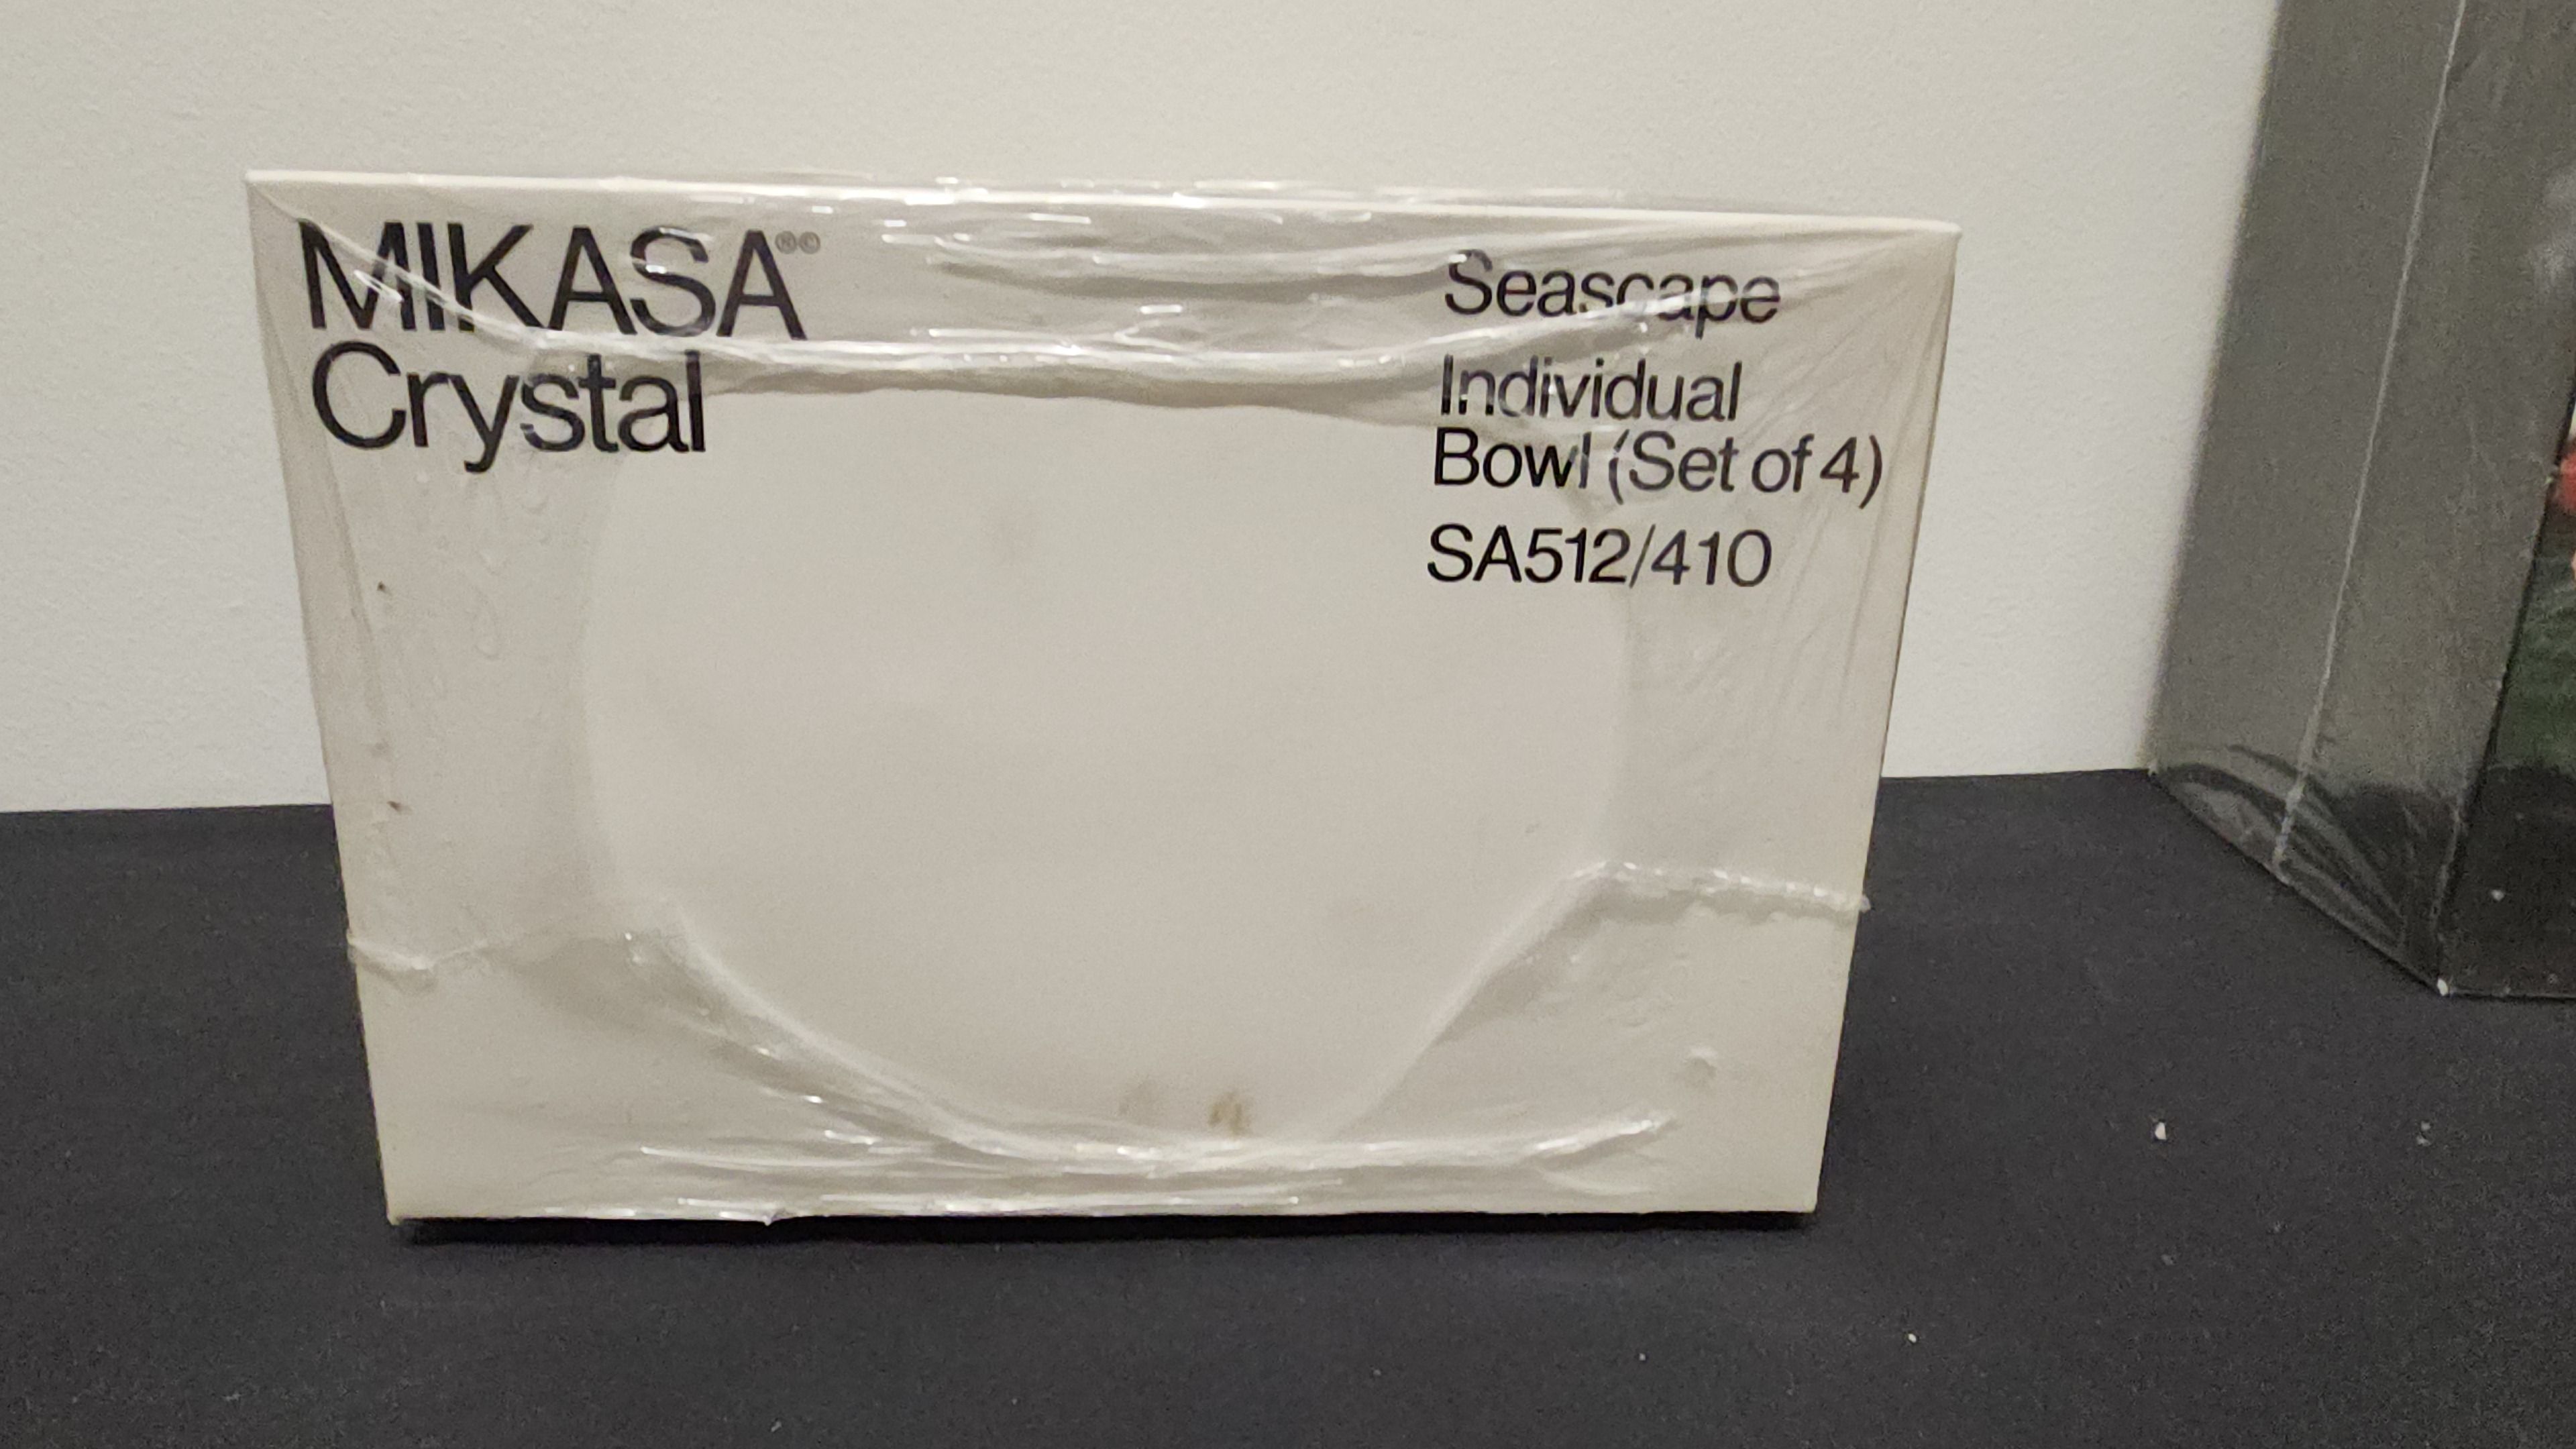 MIKASA®©
Crystal
Seascape
Individual
Bowl (Set of 4)
SA512/410